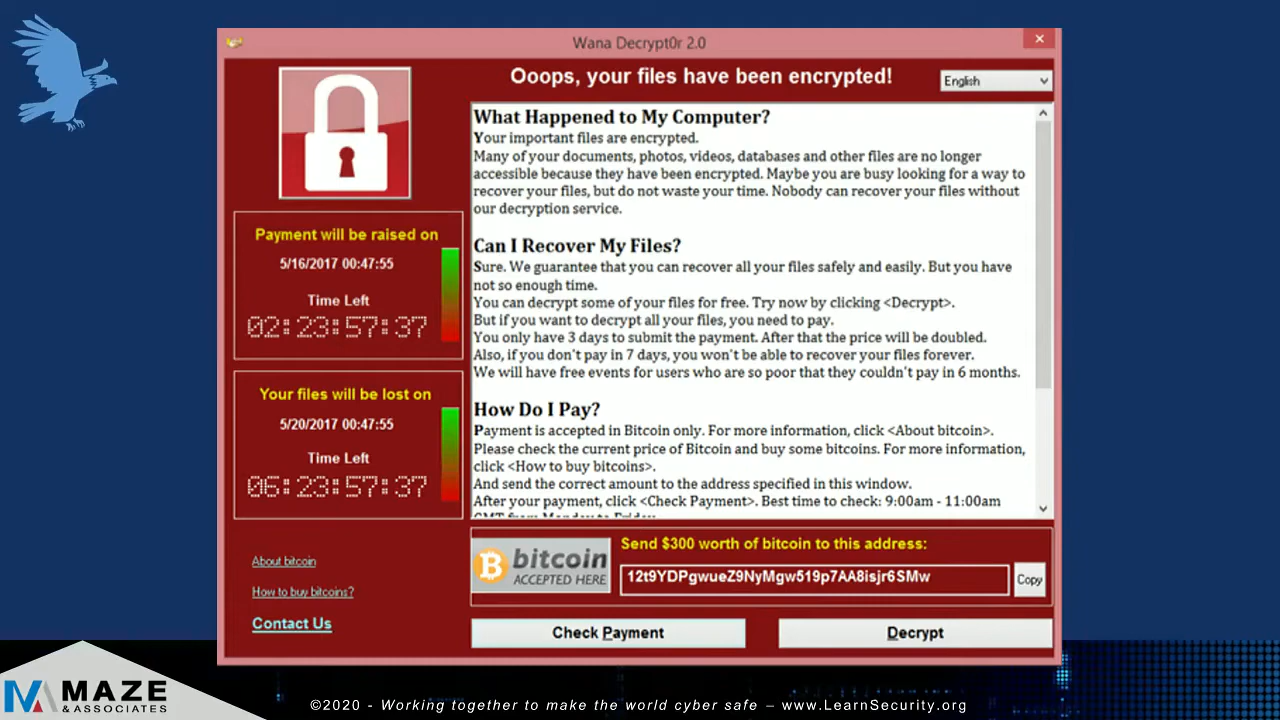 Wana Decrypt0r 2.0
Ooops, your files have been encrypted!
English
What Happened to My Computer?
Your important files are encrypted.
Many of your documents, photos, videos, databases and other files are no longer
accessible because they have been encrypted. Maybe you are busy looking for a way to
recover your files, but do not waste your time. Nobody can recover your files without
our decryption service.
Can I Recover My Files?
Sure. We guarantee that you can recover all your files safely and easily. But you have
not so enough time.
You can decrypt some of your files for free. Try now by clicking <Decrypt>.
But if you want to decrypt all your files, you need to pay.
You only have 3 days to submit the payment. After that the price will be doubled.
Also, if you don't pay in 7 days, you won't be able to recover your files forever.
We will have free events for users who are so poor that they couldn't pay in 6 months.
How Do I Pay?
Payment is accepted in Bitcoin only. For more information, click <About bitcoin>.
Please check the current price of Bitcoin and buy some bitcoins. For more information,
click <How to buy bitcoins>.
And send the correct amount to the address specified in this window.
After your payment, click <Check Payment>. Best time to check: 9:00am - 11:00am
GMT from Monday to Friday
Payment will be raised on
5/16/2017 00:47:55
Time Left
02:23:57:37
Your files will be lost on
5/20/2017 00:47:55
Time Left
06:23:57:37
About bitcoin
How to buy bitcoins?
Contact Us
bitcoin
ACCEPTED HERE
Send $300 worth of bitcoin to this address:
12t9YDPgwueZ9NyMgw519p7AA8isjr6SMw
Copy
Check Payment
Decrypt
MAZE
& ASSOCIATES
©2020 - Working together to make the world cyber safe – www.LearnSecurity.org